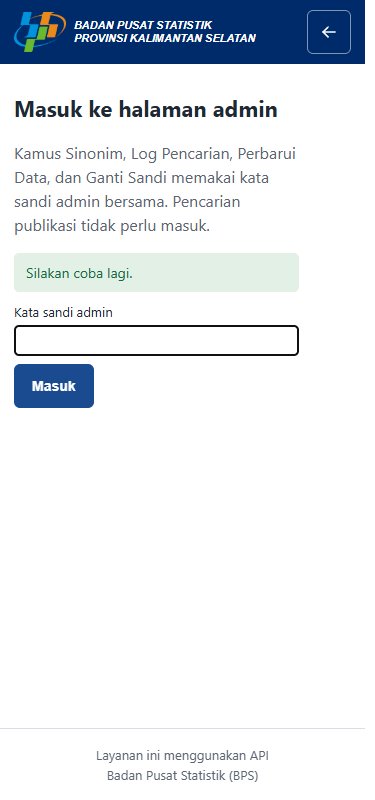 BADAN PUSAT STATISTIK
PROVINSI KALIMANTAN SELATAN
Masuk ke halaman admin
Kamus Sinonim, Log Pencarian, Perbarui
Data, dan Ganti Sandi memakai kata
sandi admin bersama. Pencarian
publikasi tidak perlu masuk.
Silakan coba lagi.
Kata sandi admin
Masuk
Layanan ini menggunakan API
Badan Pusat Statistik (BPS)